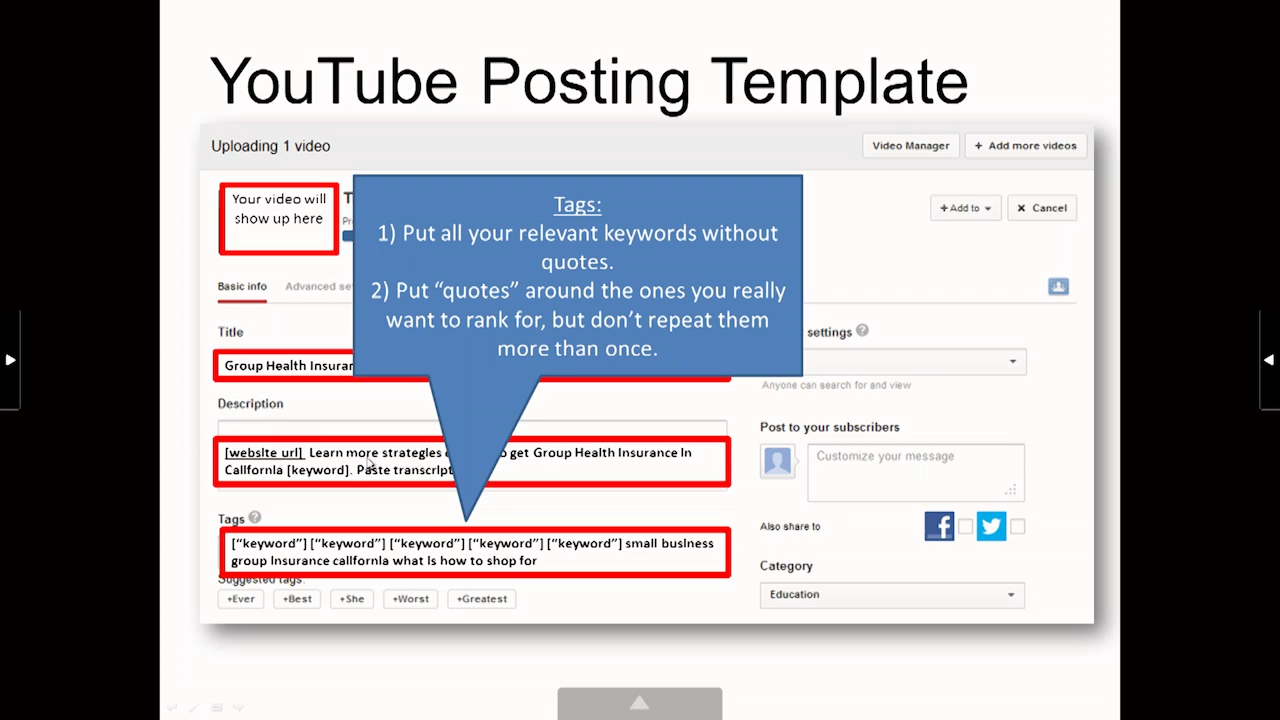 YouTube Posting Template
Uploading 1 video
Video Manager
+ Add more videos
Your video will
show up here
+Add to
× Cancel
Tags:
1) Put all your relevant keywords without
quotes.
2) Put “quotes” around the ones you really
want to rank for, but don’t repeat them
more than once.
Basic info
Advanced
Title
settings ?
Group Health
Anyone can search for and view
Description
[website url] Learn more strategies get Group Health Insurance in
California [keyword]. Paste
Post to your subscribers
Customize your message
Tags ?
Also share to
f
[“keyword”] [“keyword”] [“keyword”] [“keyword”] [“keyword”] small business
group insurance california what is how to shop for
Suggested tags:
+Ever
+Best
+She
+Worst
+Greatest
Category
Education